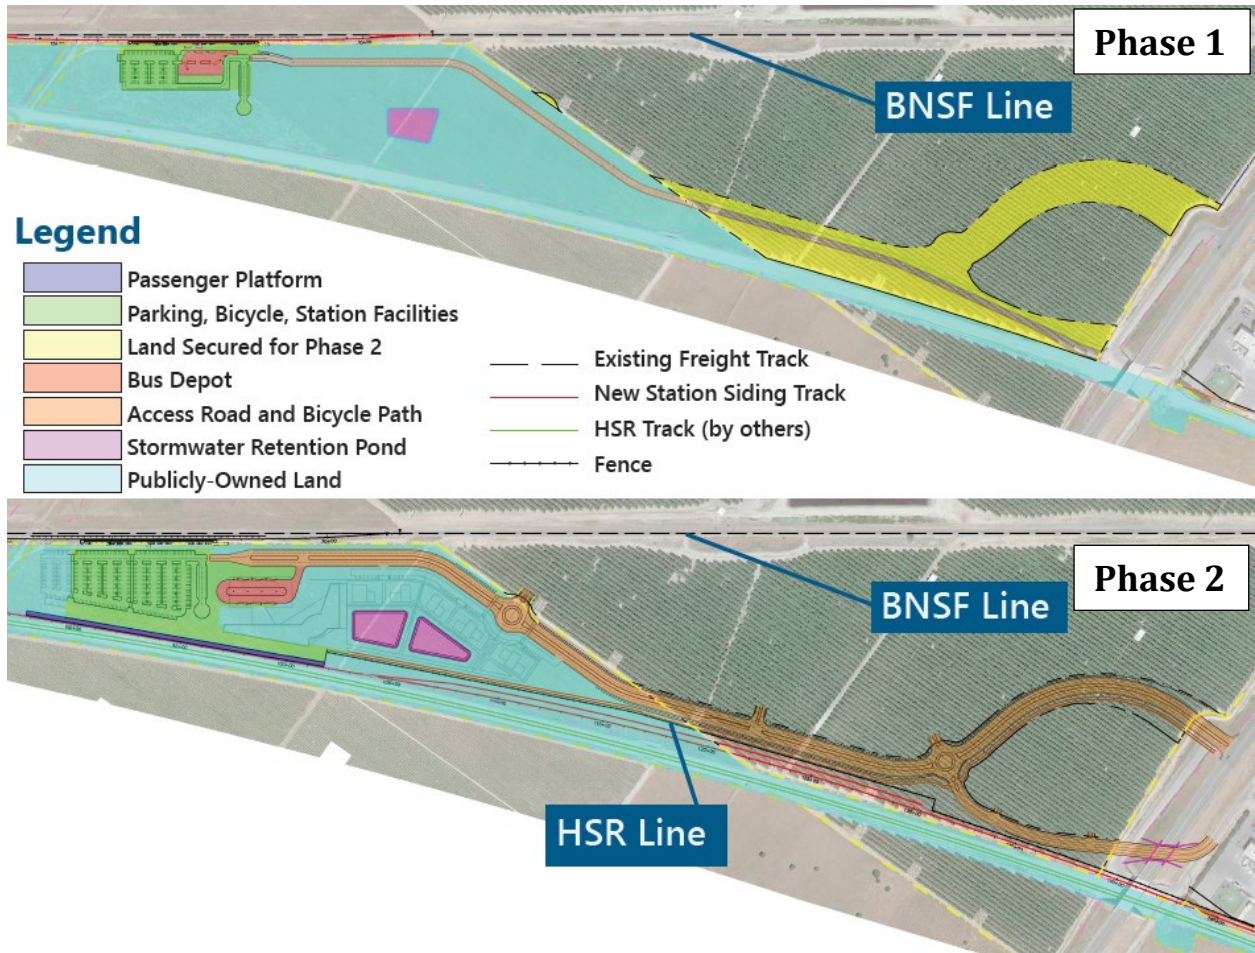 Phase 1
BNSF Line
Legend
Passenger Platform
Parking, Bicycle, Station Facilities
Land Secured for Phase 2
Bus Depot
Access Road and Bicycle Path
Stormwater Retention Pond
Publicly-Owned Land
Existing Freight Track
New Station Siding Track
HSR Track (by others)
Fence
Phase 2
BNSF Line
HSR Line